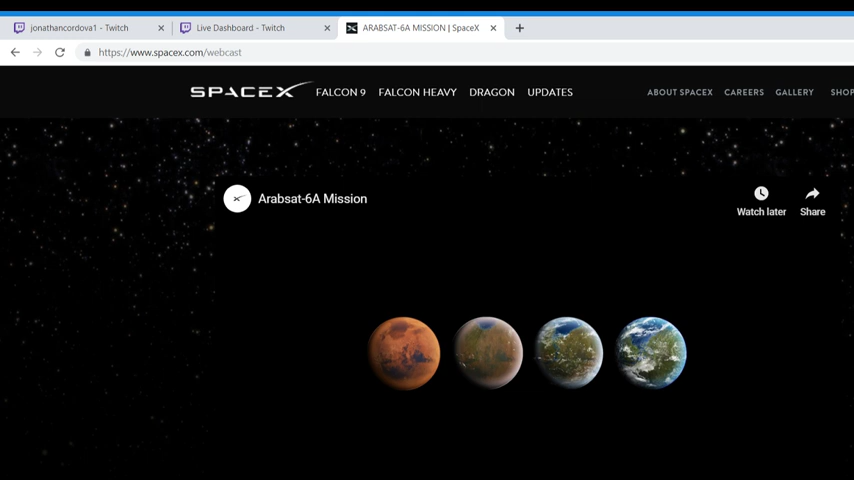 jonathancordova1 - Twitch
Live Dashboard - Twitch
ARABSAT-6A MISSION | SpaceX
https://www.spacex.com/webcast
SPACEX FALCON 9 FALCON HEAVY DRAGON UPDATES ABOUT SPACEX CAREERS GALLERY SHOP
Arabsat-6A Mission
Watch later Share